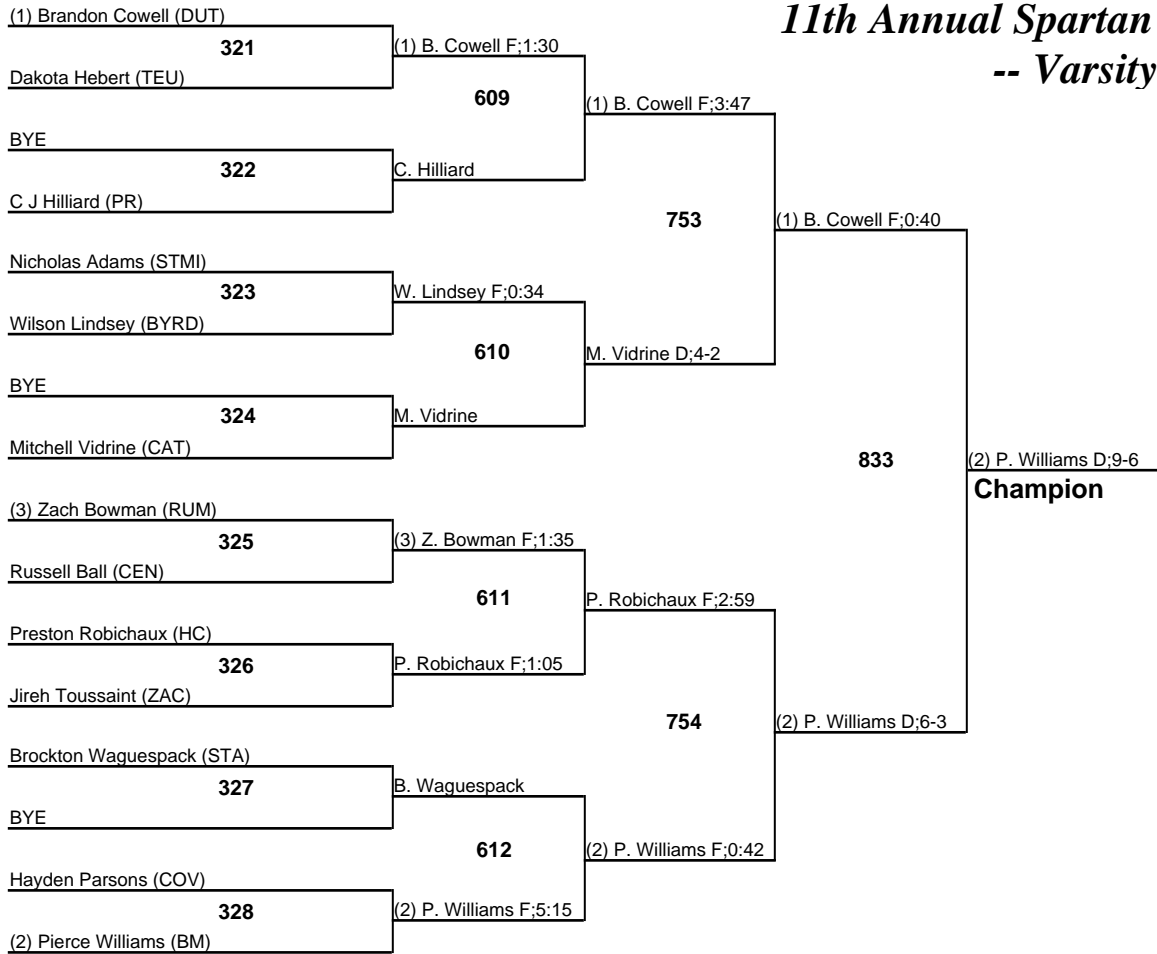 11th Annual Spartan
-- Varsity
(1) Brandon Cowell (DUT)
321
Dakota Hebert (TEU)
BYE
322
C J Hilliard (PR)
Nicholas Adams (STMI)
323
Wilson Lindsey (BYRD)
BYE
324
Mitchell Vidrine (CAT)
(3) Zach Bowman (RUM)
325
Russell Ball (CEN)
Preston Robichaux (HC)
326
Jireh Toussaint (ZAC)
Brockton Waguespack (STA)
327
BYE
Hayden Parsons (COV)
328
(2) Pierce Williams (BM)
(1) B. Cowell F;1:30
609
C. Hilliard
W. Lindsey F;0:34
610
M. Vidrine
(3) Z. Bowman F;1:35
611
P. Robichaux F;1:05
B. Waguespack
612
(2) P. Williams F;5:15
(1) B. Cowell F;3:47
753
M. Vidrine D;4-2
P. Robichaux F;2:59
754
(2) P. Williams F;0:42
(1) B. Cowell F;0:40
833
(2) P. Williams D;6-3
(2) P. Williams D;9-6
Champion